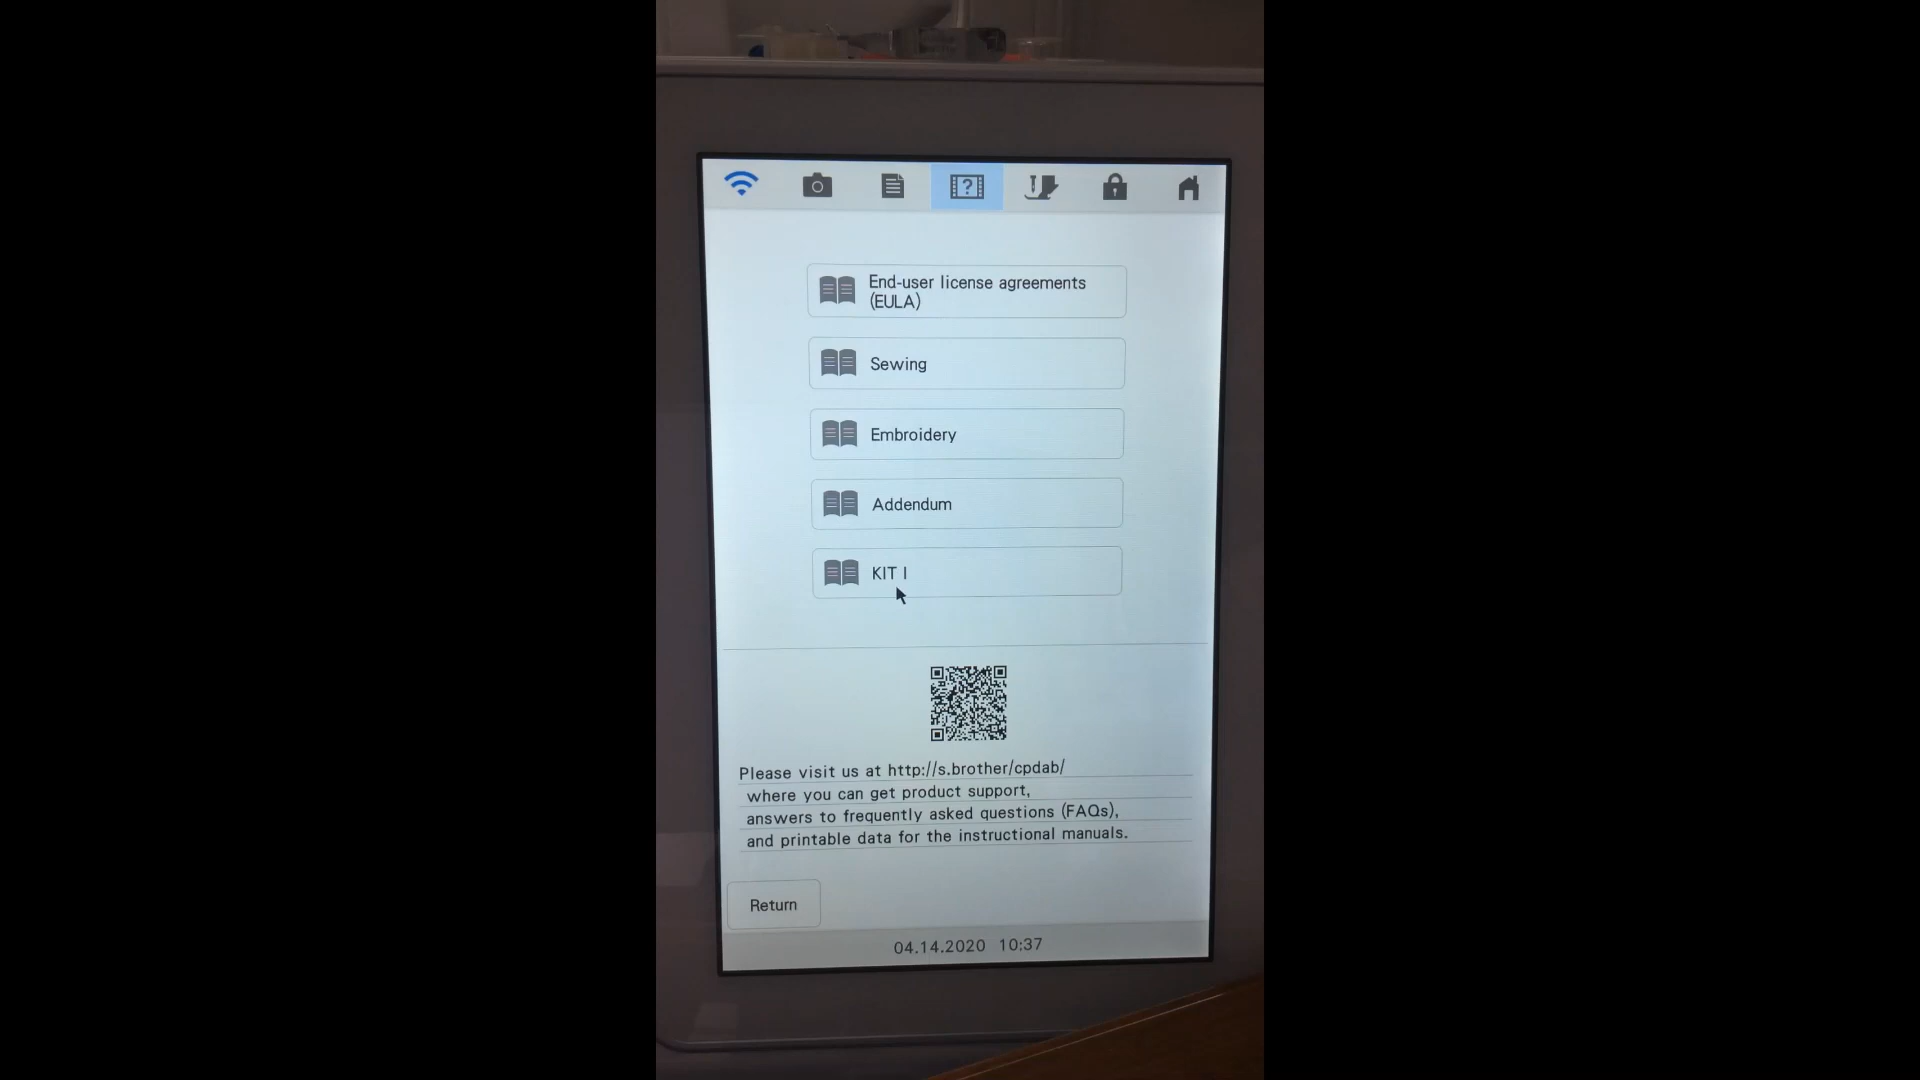 End-user license agreements
(EULA)
Sewing
Embroidery
Addendum
KIT I
Please visit us at http://s.brother/cpdab/
where you can get product support,
answers to frequently asked questions (FAQs),
and printable data for the instructional manuals.
Return
04.14.2020 10:37